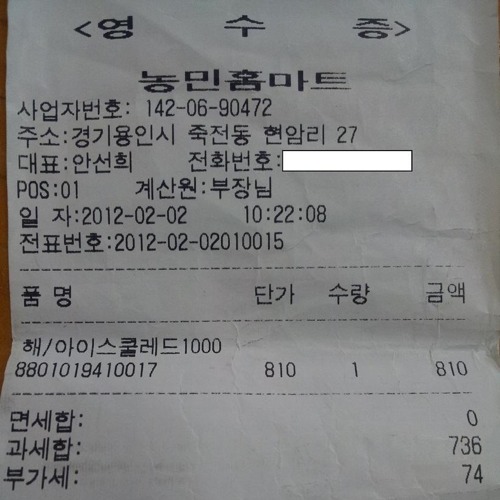 <영 수 증>
농민홈마트
사업자번호: 142-06-90472
주소:경기용인시 죽전동 현암리 27
대표:안선희 전화번호:
POS:01 계산원:부장님
일 자:2012-02-02 10:22:08
전표번호:2012-02-02010015
품 명 단가 수량 금액
해/아이스쿨레드1000
8801019410017 810 1 810
면세합: 0
과세합: 736
부가세: 74